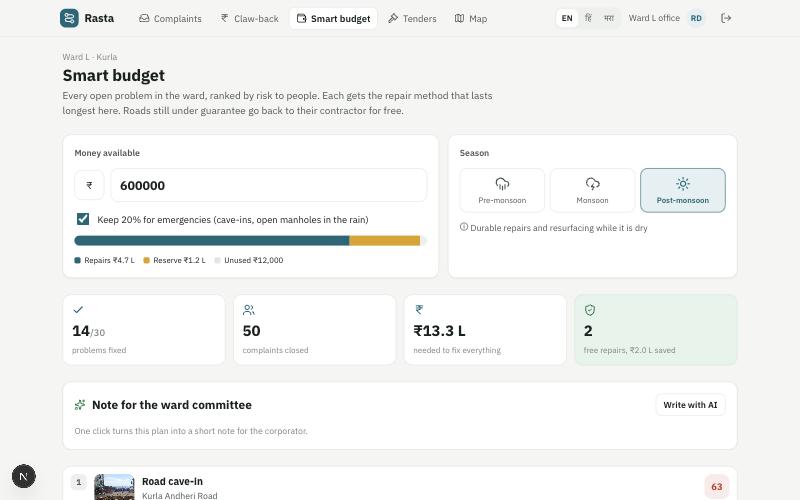 Rasta
Complaints
Claw-back
Smart budget
Tenders
Map
EN
हिं
मरा
Ward L office
RD
Ward L · Kurla
Smart budget
Every open problem in the ward, ranked by risk to people. Each gets the repair method that lasts
longest here. Roads still under guarantee go back to their contractor for free.
Money available
₹
600000
Keep 20% for emergencies (cave-ins, open manholes in the rain)
Repairs ₹4.7 L
Reserve ₹1.2 L
Unused ₹12,000
Season
Pre-monsoon
Monsoon
Post-monsoon
Durable repairs and resurfacing while it is dry
14/30
problems fixed
50
complaints closed
₹
₹13.3 L
needed to fix everything
2
free repairs, ₹2.0 L saved
Note for the ward committee
Write with AI
One click turns this plan into a short note for the corporator.
N
1
Road cave-in
Kurla Andheri Road
63